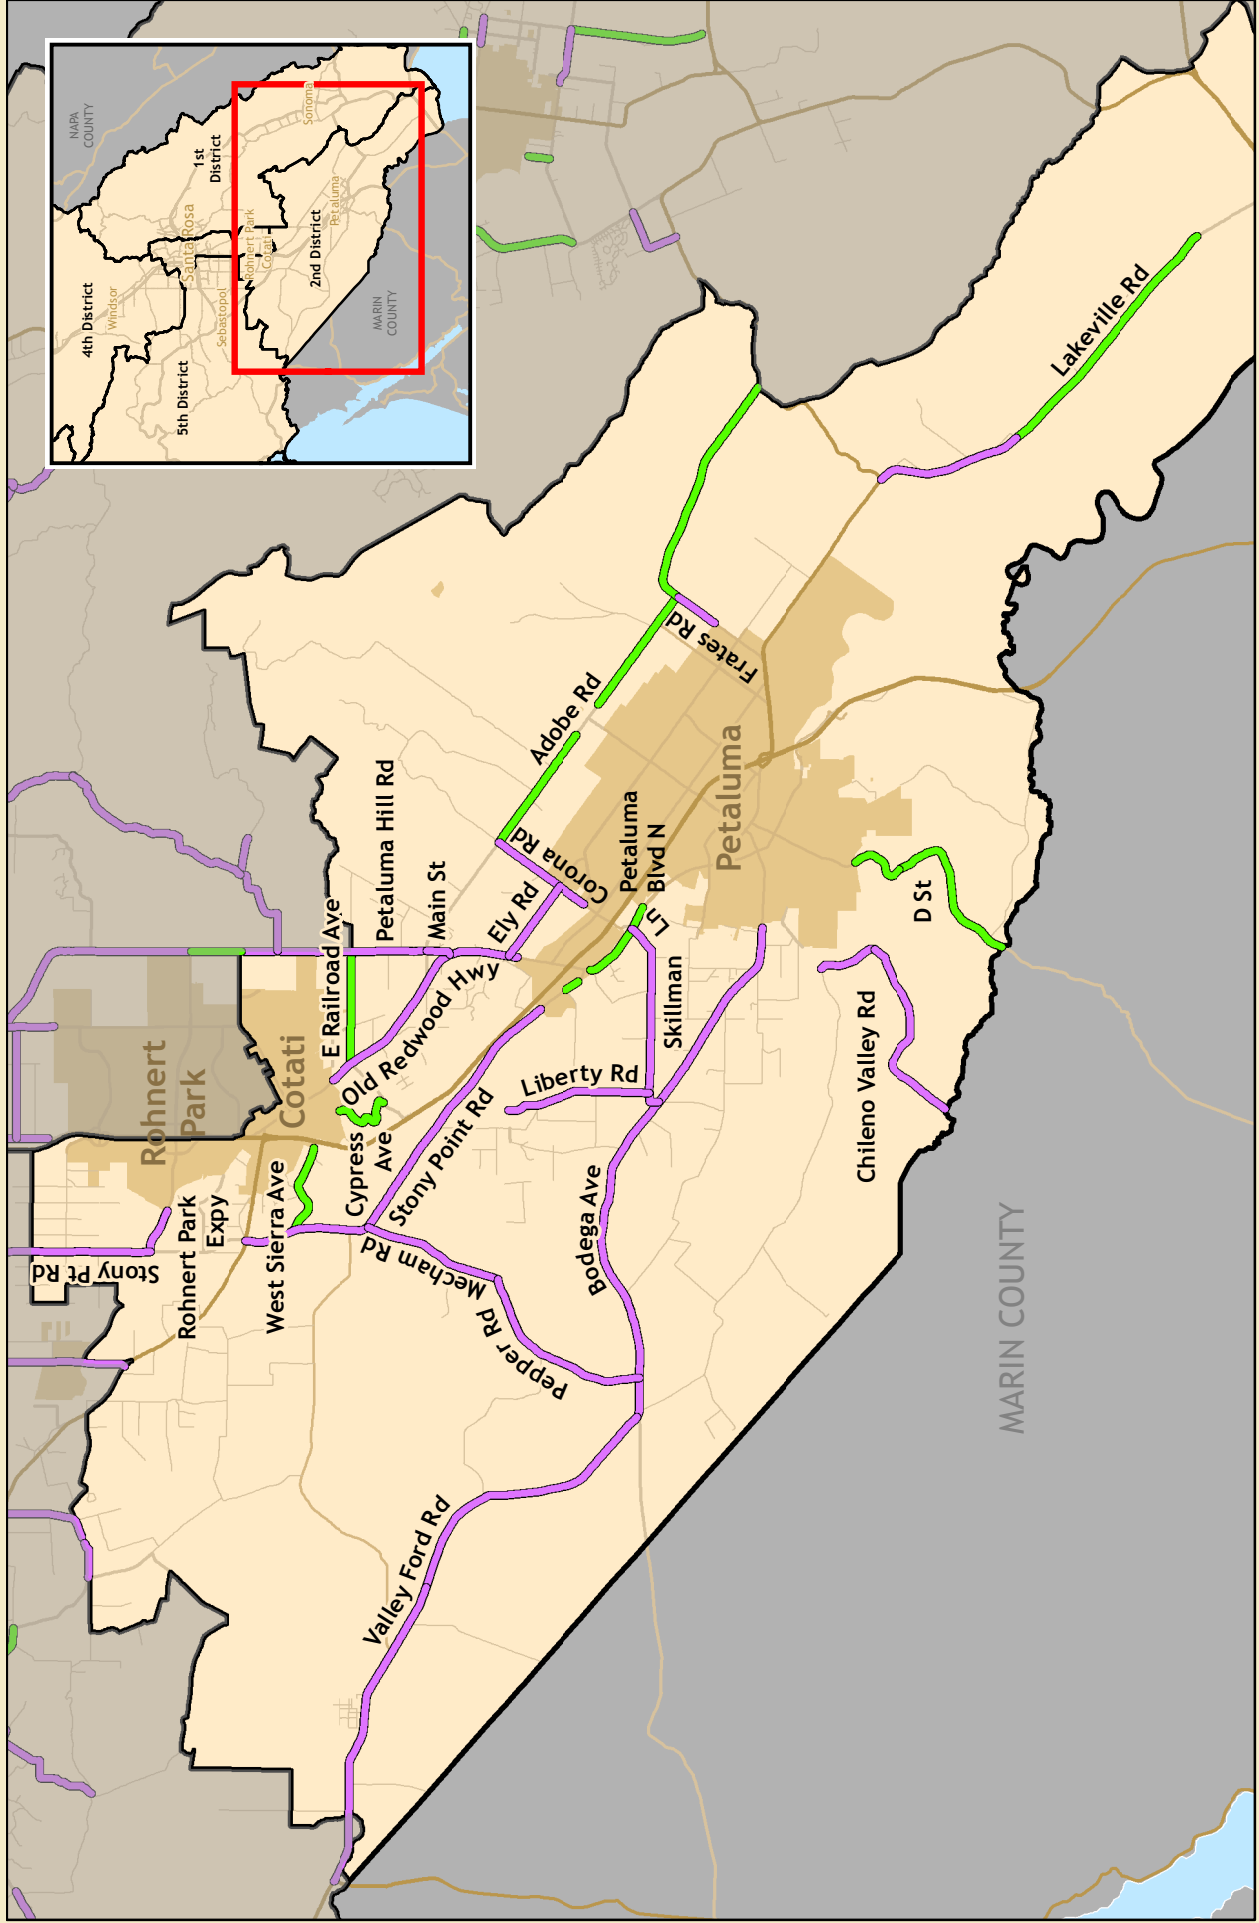 NAPA
COUNTY
1st
District
Sonoma
4th District
Windsor
Santa Rosa
Rohnert Park
Cotati
Petaluma
2nd District
Sebastopol
5th District
MARIN
COUNTY
Lakeville Rd
Frates Rd
Adobe Rd
Petaluma Hill Rd
Main St
Corona Rd
Ely Rd
Petaluma
Blvd N
Petaluma
E Railroad Ave
Old Redwood Hwy
Skillman
Ln
D St
Rohnert
Park
Cotati
Cypress
Ave
Stony Point Rd
Liberty Rd
Chileno Valley Rd
Stony Pt Rd
Rohnert Park
Expy
West Sierra Ave
Mecham Rd
Pepper Rd
Bodega Ave
Valley Ford Rd
MARIN COUNTY